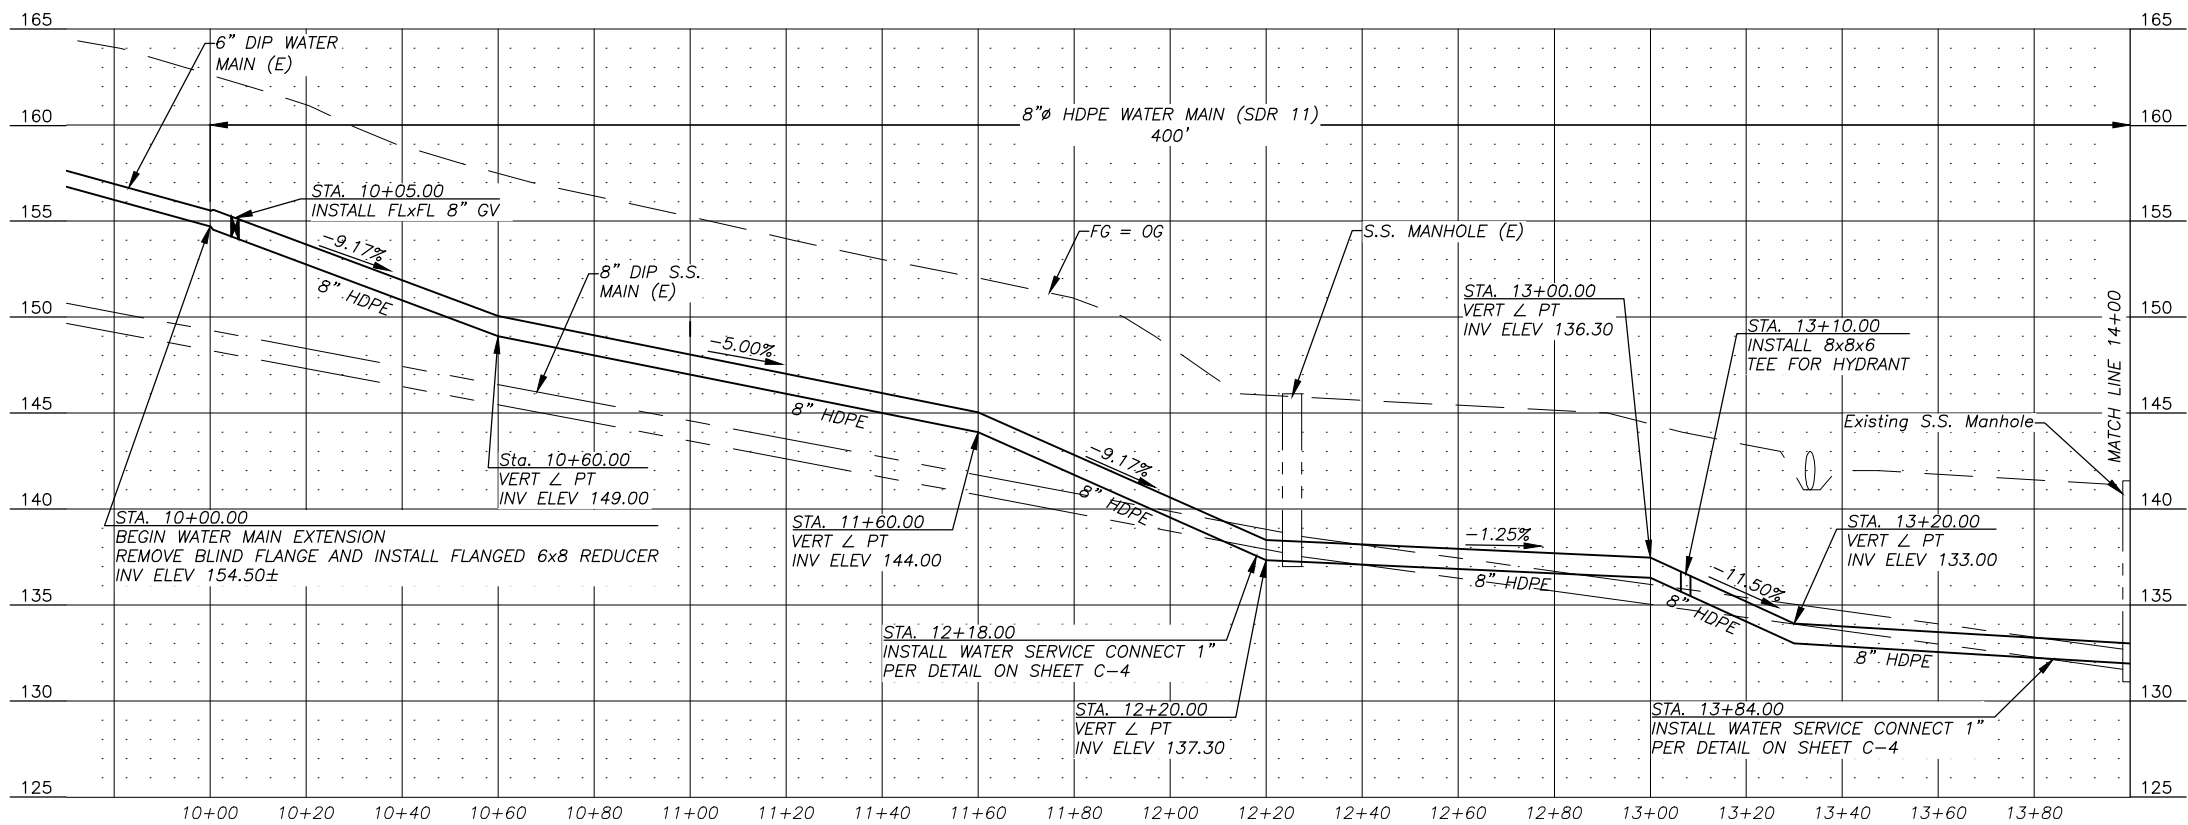 165
165
6" DIP WATER
MAIN (E)
160
160
8"ø HDPE WATER MAIN (SDR 11)
400'
STA. 10+05.00
INSTALL FLxFL 8" GV
155
155
-9.17%
8" HDPE
8" DIP S.S.
MAIN (E)
FG = OG
S.S. MANHOLE (E)
STA. 13+00.00
VERT ∠ PT
INV ELEV 136.30
STA. 13+10.00
INSTALL 8x8x6
TEE FOR HYDRANT
MATCH LINE 14+00
150
150
-5.00%
8" HDPE
145
145
Existing S.S. Manhole
Sta. 10+60.00
VERT ∠ PT
INV ELEV 149.00
-9.17%
8" HDPE
140
140
STA. 10+00.00
BEGIN WATER MAIN EXTENSION
REMOVE BLIND FLANGE AND INSTALL FLANGED 6x8 REDUCER
INV ELEV 154.50±
STA. 11+60.00
VERT ∠ PT
INV ELEV 144.00
-1.25%
8" HDPE
STA. 13+20.00
VERT ∠ PT
INV ELEV 133.00
-11.50%
8" HDPE
135
135
STA. 12+18.00
INSTALL WATER SERVICE CONNECT 1"
PER DETAIL ON SHEET C-4
8" HDPE
130
130
STA. 12+20.00
VERT ∠ PT
INV ELEV 137.30
STA. 13+84.00
INSTALL WATER SERVICE CONNECT 1"
PER DETAIL ON SHEET C-4
125
125
10+00 10+20 10+40 10+60 10+80 11+00 11+20 11+40 11+60 11+80 12+00 12+20 12+40 12+60 12+80 13+00 13+20 13+40 13+60 13+80